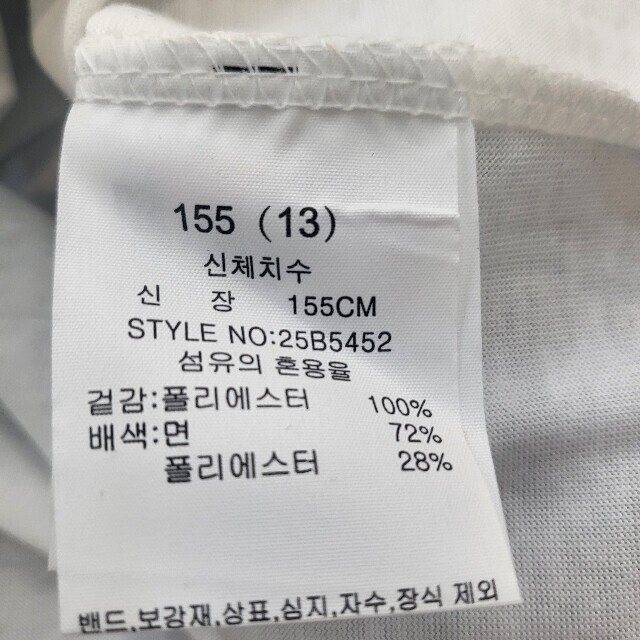 155 (13)
신체치수
신 장 155CM
STYLE NO:25B5452
섬유의 혼용율
겉감:폴리에스터 100%
배색:면 72%
폴리에스터 28%
밴드,보강재,상표,심지,자수,장식 제외